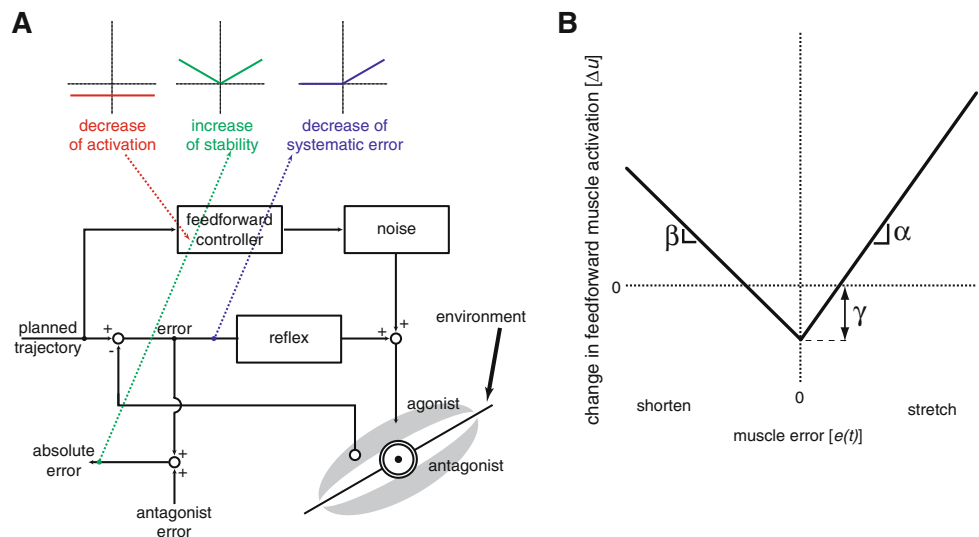 A
decrease
of activation
increase
of stability
decrease of
systematic error
feedforward
controller
noise
planned
trajectory
+
-
error
reflex
+
+
environment
agonist
antagonist
absolute
error
+
+
antagonist
error
B
change in feedforward muscle activation [Δu]
β
α
0
γ
0
shorten
stretch
muscle error [e(t)]